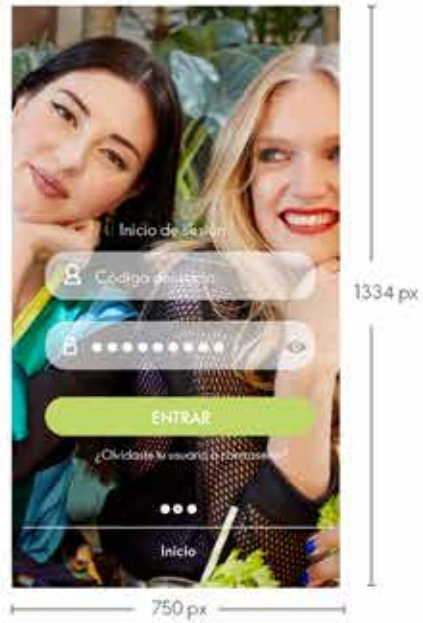 Inicio de sesión
Código
ENTRAR
¿Olvidaste tu usuario o contraseña?
Inicio
1334 px
750 px